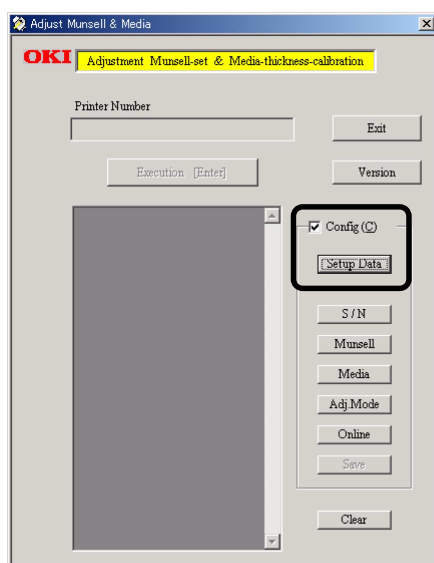 Adjust Munsell & Media
OKI
Adjustment Munsell-set & Media-thickness-calibration
Printer Number
Exit
Execution [Enter]
Version
Config (C)
Setup Data
S / N
Munsell
Media
Adj.Mode
Online
Save
Clear